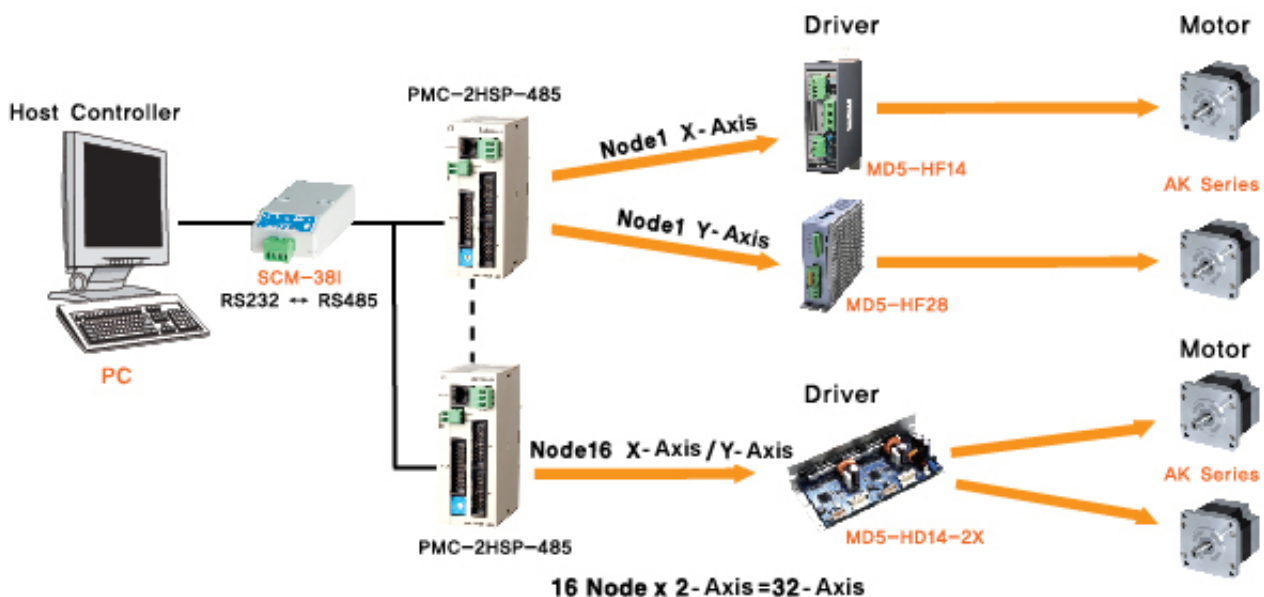 Host Controller
PC
SCM-38I
RS232 ↔ RS485
PMC-2HSP-485
Node1 X-Axis
Node1 Y-Axis
Driver
MD5-HF14
MD5-HF28
Motor
AK Series
PMC-2HSP-485
Node16 X-Axis/Y-Axis
Driver
MD5-HD14-2X
Motor
AK Series
16 Node x 2-Axis=32-Axis